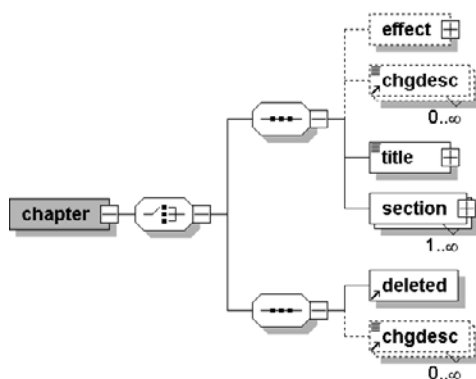 effect
chgdesc
0..∞
title
chapter
section
1..∞
deleted
chgdesc
0..∞